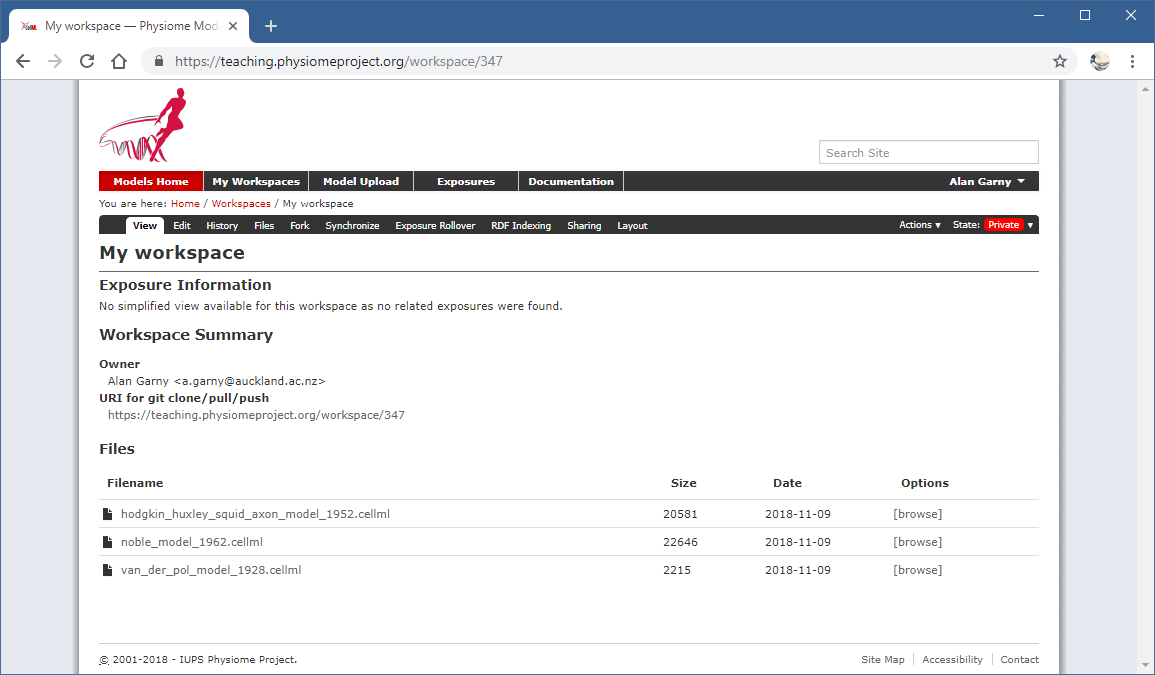 My workspace — Physiome Mod
https://teaching.physiomeproject.org/workspace/347
Search Site
Models Home My Workspaces Model Upload Exposures Documentation Alan Garny ▼
You are here: Home / Workspaces / My workspace
View Edit History Files Fork Synchronize Exposure Rollover RDF Indexing Sharing Layout Actions ▼ State: Private ▼
My workspace
Exposure Information
No simplified view available for this workspace as no related exposures were found.
Workspace Summary
Owner
Alan Garny <a.garny@auckland.ac.nz>
URI for git clone/pull/push
https://teaching.physiomeproject.org/workspace/347
Files
Filename Size Date Options
hodgkin_huxley_squid_axon_model_1952.cellml 20581 2018-11-09 [browse]
noble_model_1962.cellml 22646 2018-11-09 [browse]
van_der_pol_model_1928.cellml 2215 2018-11-09 [browse]
© 2001-2018 - IUPS Physiome Project.
Site Map Accessibility Contact